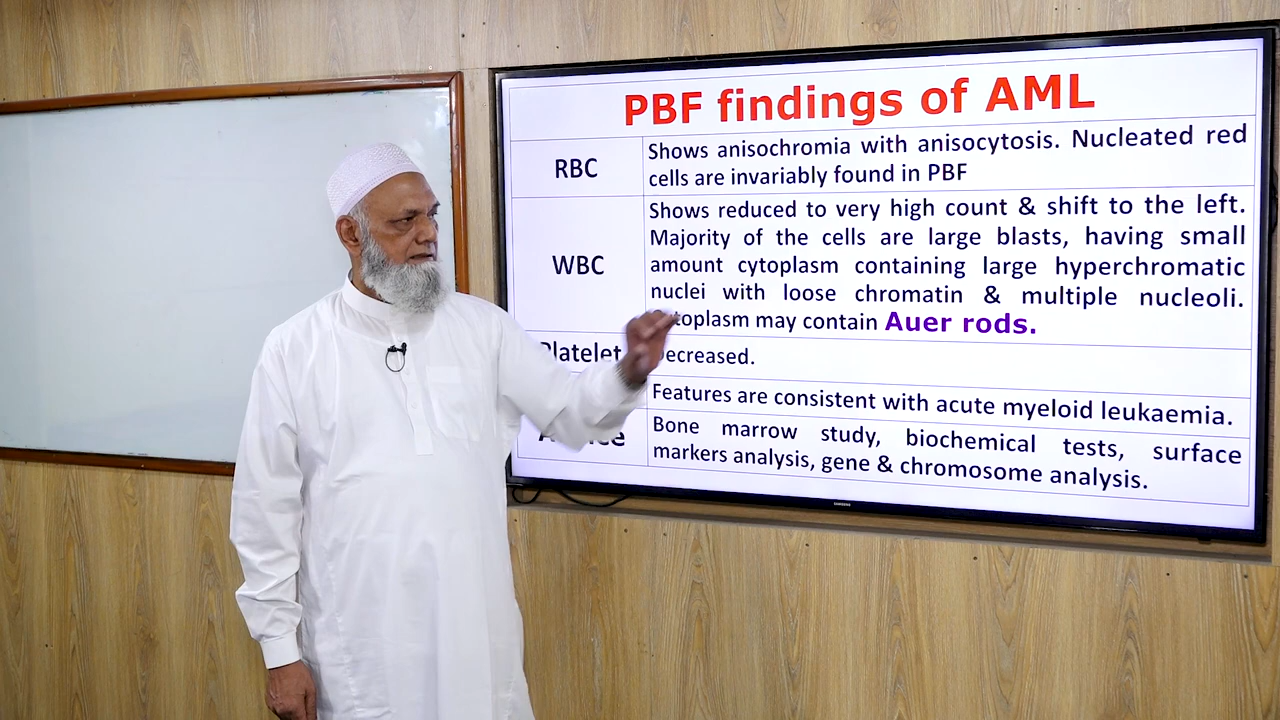 PBF findings of AML
RBC
Shows anisochromia with anisocytosis. Nucleated red
cells are invariably found in PBF
WBC
Shows reduced to very high count & shift to the left.
Majority of the cells are large blasts, having small
amount cytoplasm containing large hyperchromatic
nuclei with loose chromatin & multiple nucleoli.
may contain Auer rods.
Platelet
Decreased.
Features are consistent with acute myeloid leukaemia.
Bone marrow study, biochemical tests, surface
markers analysis, gene & chromosome analysis.
SAMSUNG